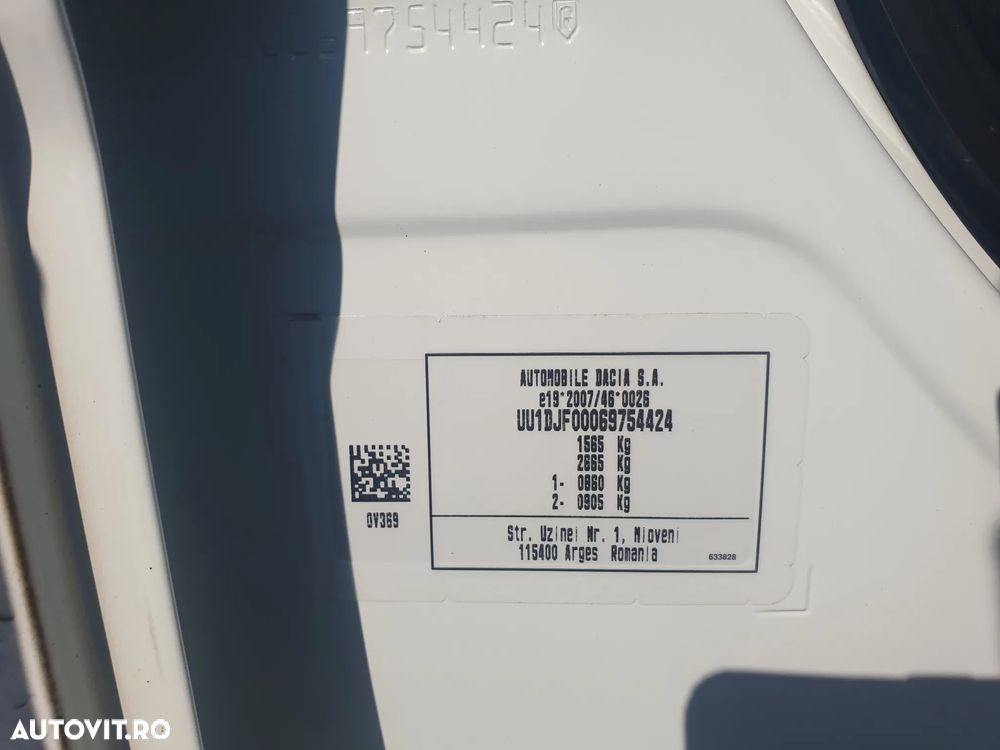 9754424
AUTOMOBILE DACIA S.A.
e19*2007/46*0026
UU1DJF00069754424
1565 Kg
2665 Kg
1- 0860 Kg
2- 0905 Kg
0V369
Str. Uzinei Nr. 1, Mioveni
115400 Arges Romania
633828
AUTOVIT.RO